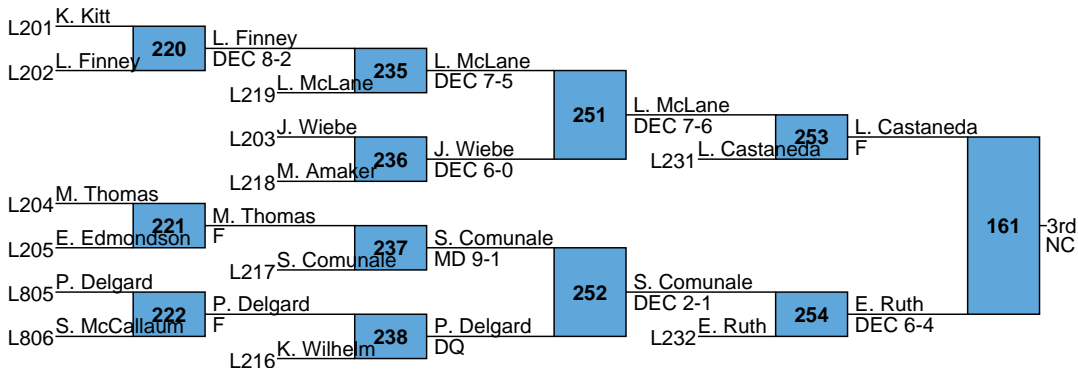 L201 K. Kitt
L202 L. Finney
220
L. Finney
DEC 8-2
L219 L. McLane
235
L. McLane
DEC 7-5
L203 J. Wiebe
L218 M. Amaker
236
J. Wiebe
DEC 6-0
251
L. McLane
DEC 7-6
L231 L. Castaneda
253
L. Castaneda
F
L204 M. Thomas
L205 E. Edmondson
221
M. Thomas
F
L217 S. Comunale
237
S. Comunale
MD 9-1
L805 P. Delgard
L806 S. McCallaum
222
P. Delgard
F
L216 K. Wilhelm
238
P. Delgard
DQ
252
S. Comunale
DEC 2-1
L232 E. Ruth
254
E. Ruth
DEC 6-4
161
3rd
NC